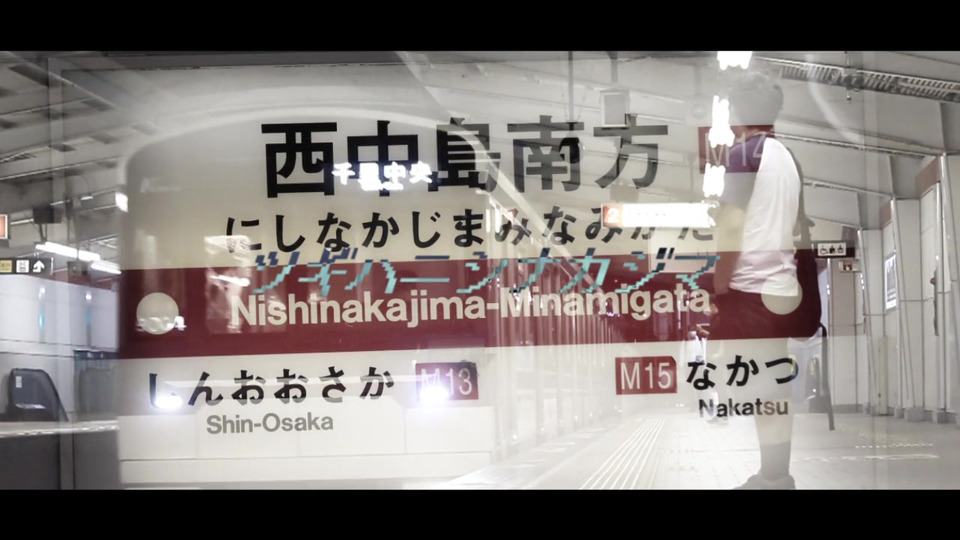 西中島南方
M14
千里中央
にしなかじまみなみがた
2
ツギハニシナカジマ
Nishinakajima-Minamigata
しんおおさか
M13
M15
なかつ
Shin-Osaka
Nakatsu